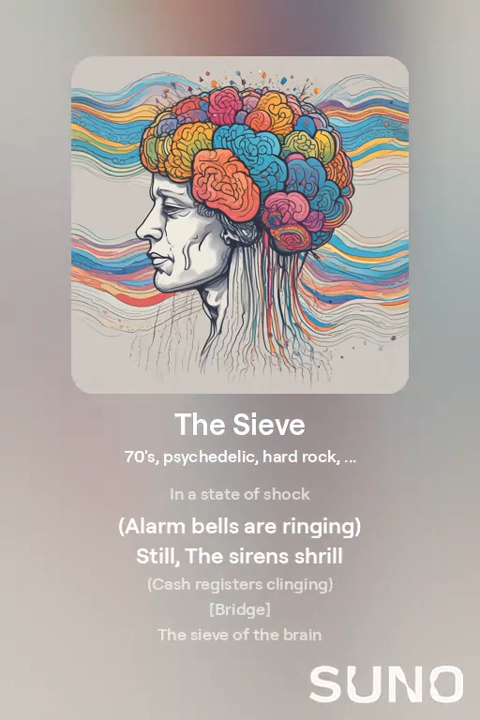 The Sieve
70's, psychedelic, hard rock, ...
In a state of shock
(Alarm bells are ringing)
Still, The sirens shrill
(Cash registers clinging)
[Bridge]
The sieve of the brain
SUNO